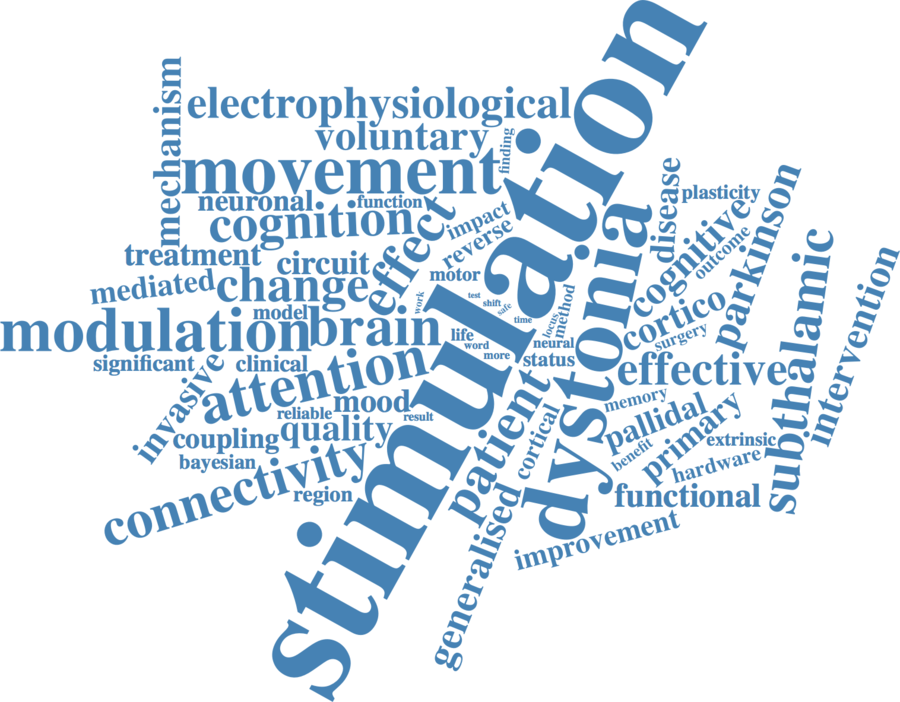 stimulation
electrophysiological
mechanism
voluntary
finding
movement
neuronal
function
cognition
effect
impact
reverse
treatment
circuit
motor
mediated
change
model
modulation
brain
work
test
shift
safe
time
life
word
more
significant
clinical
invasive
attention
mood
reliable
result
coupling
quality
bayesian
connectivity
region
disease
plasticity
cognitive
outcome
parkinson
dystonia
locus
method
neural
status
cortico
surgery
effective
subthalamic
intervention
patient
cortical
memory
pallidal
benefit
primary
extrinsic
hardware
functional
generalised
improvement